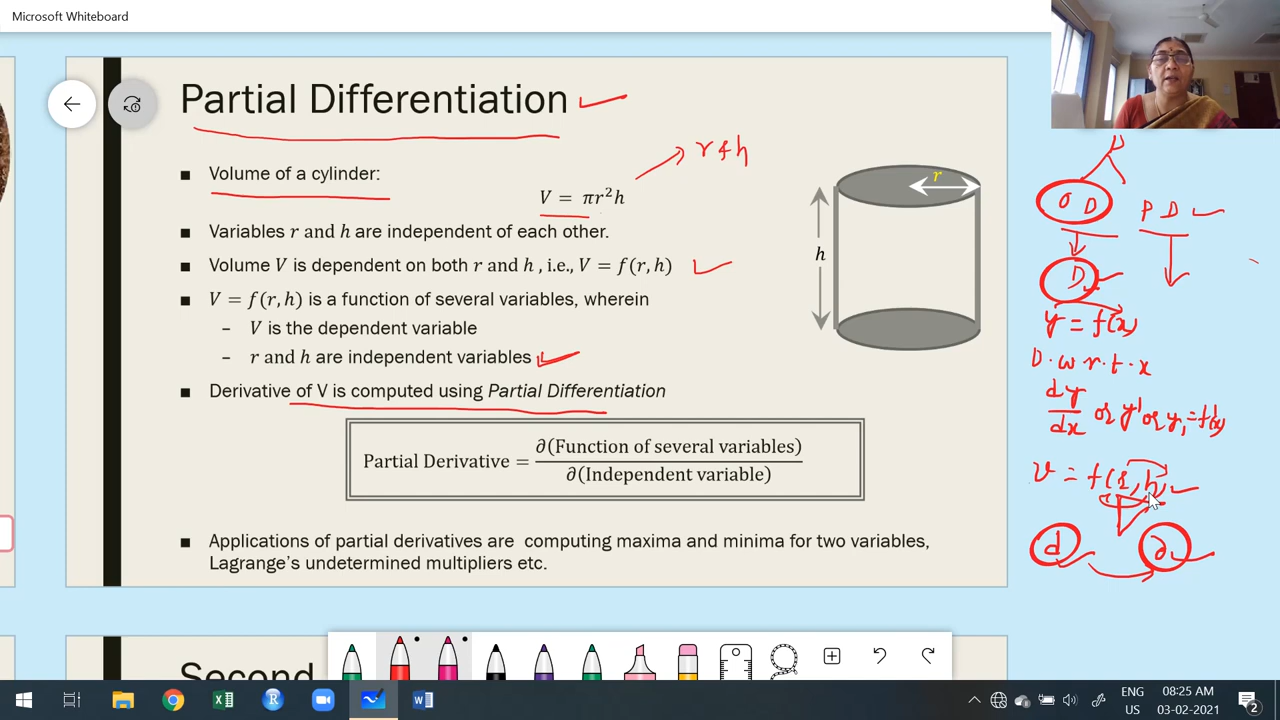 Microsoft Whiteboard
Partial Differentiation
Volume of a cylinder:
V = πr²h
r & h
Variables r and h are independent of each other.
Volume V is dependent on both r and h , i.e., V = f(r, h)
V = f(r, h) is a function of several variables, wherein
– V is the dependent variable
– r and h are independent variables
Derivative of V is computed using Partial Differentiation
Partial Derivative = ∂(Function of several variables) / ∂(Independent variable)
Applications of partial derivatives are computing maxima and minima for two variables,
Lagrange's undetermined multipliers etc.
r
h
D
O D P D
D
y = f(x)
D. w r. t. x
dy/dx or y' or y₁ = f'(x)
v = f(r, h)
d ∂
Second
ENG
US
08:25 AM
03-02-2021
2